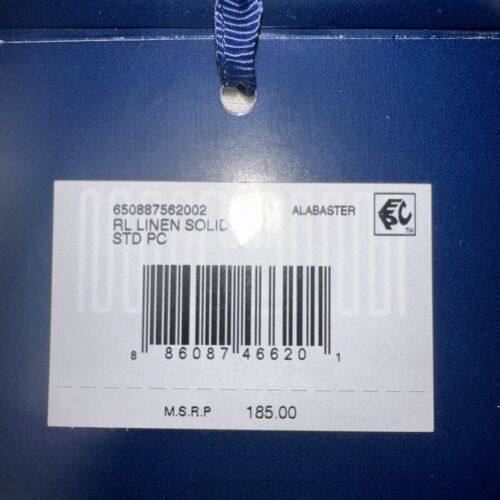 650887562002 ALABASTER
RL LINEN SOLID
STD PC
8 86087 46620 1
M.S.R.P 185.00